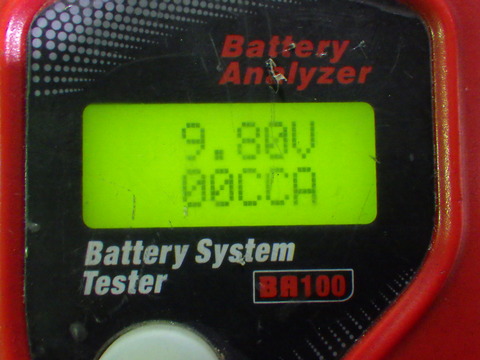 Battery
Analyzer
9.80V
00CCA
Battery System
Tester
BA100